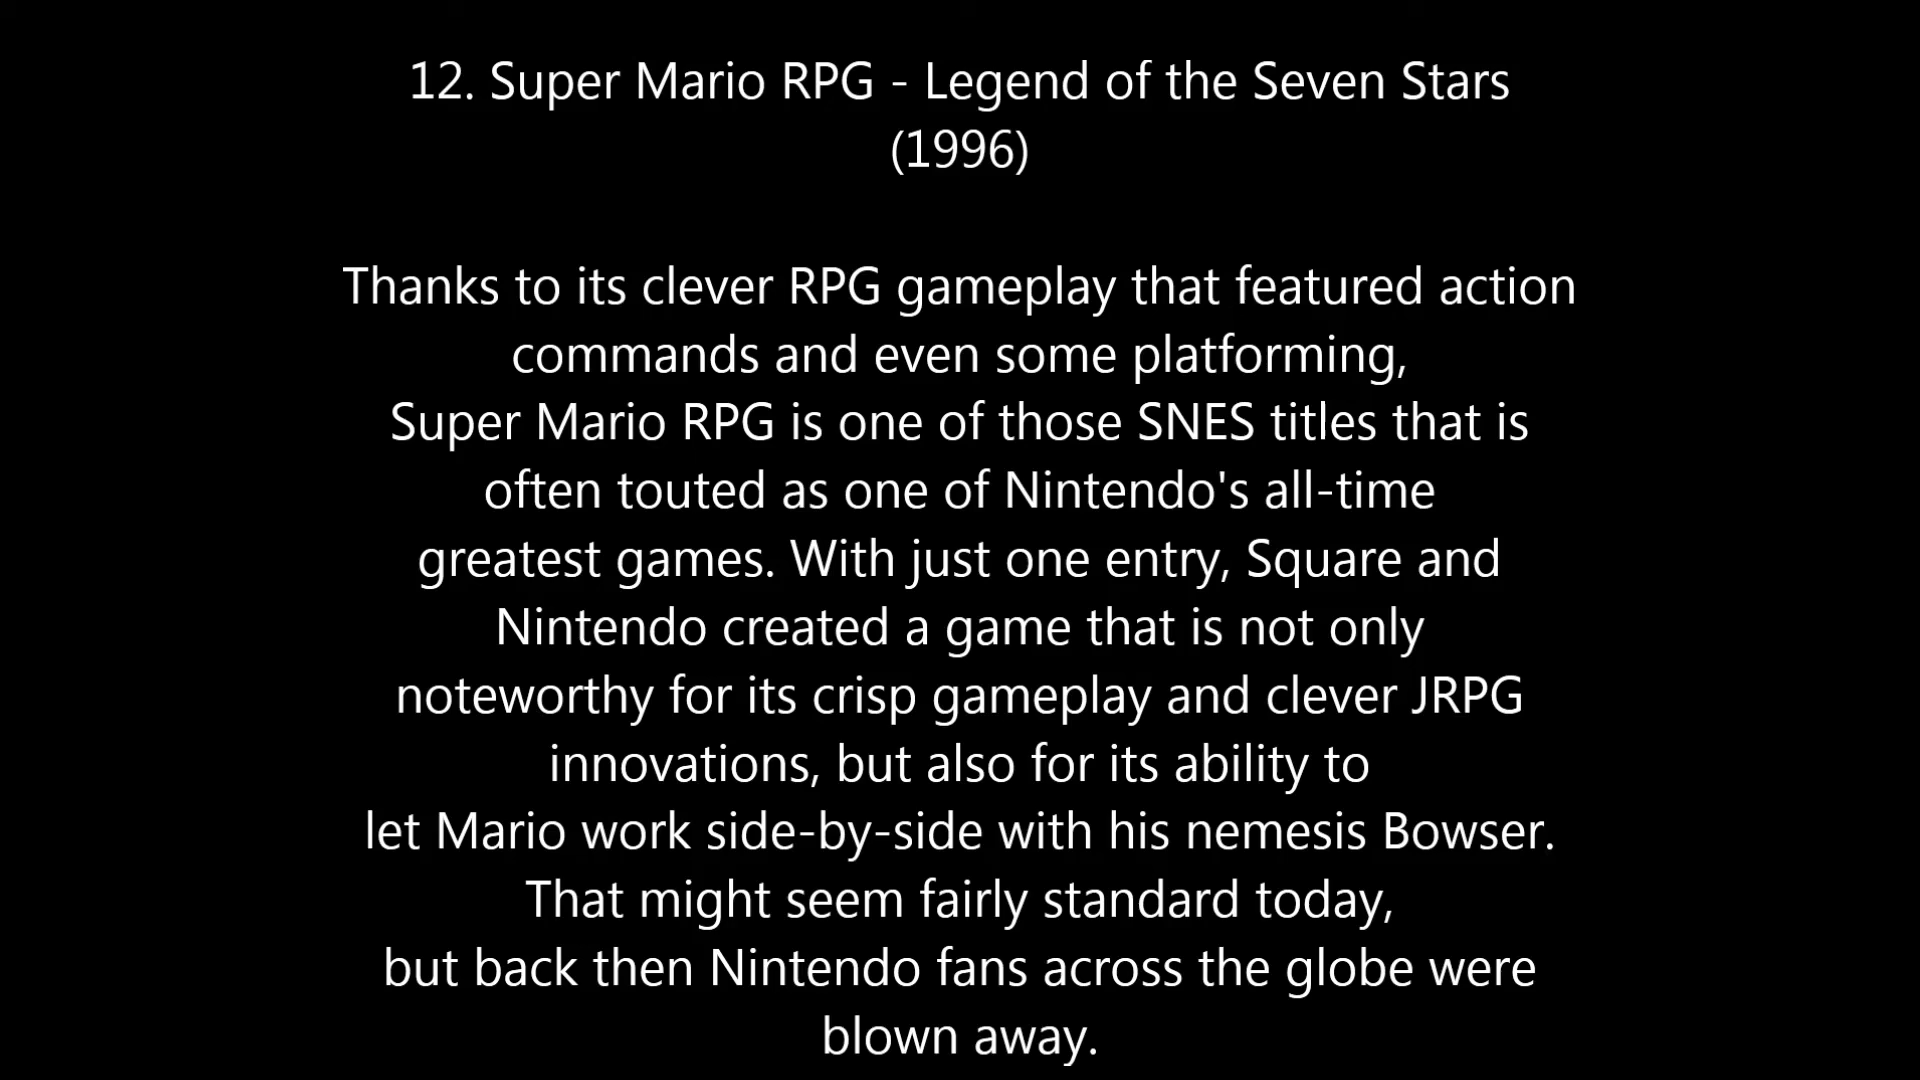 12. Super Mario RPG - Legend of the Seven Stars
(1996)
Thanks to its clever RPG gameplay that featured action
commands and even some platforming,
Super Mario RPG is one of those SNES titles that is
often touted as one of Nintendo's all-time
greatest games. With just one entry, Square and
Nintendo created a game that is not only
noteworthy for its crisp gameplay and clever JRPG
innovations, but also for its ability to
let Mario work side-by-side with his nemesis Bowser.
That might seem fairly standard today,
but back then Nintendo fans across the globe were
blown away.